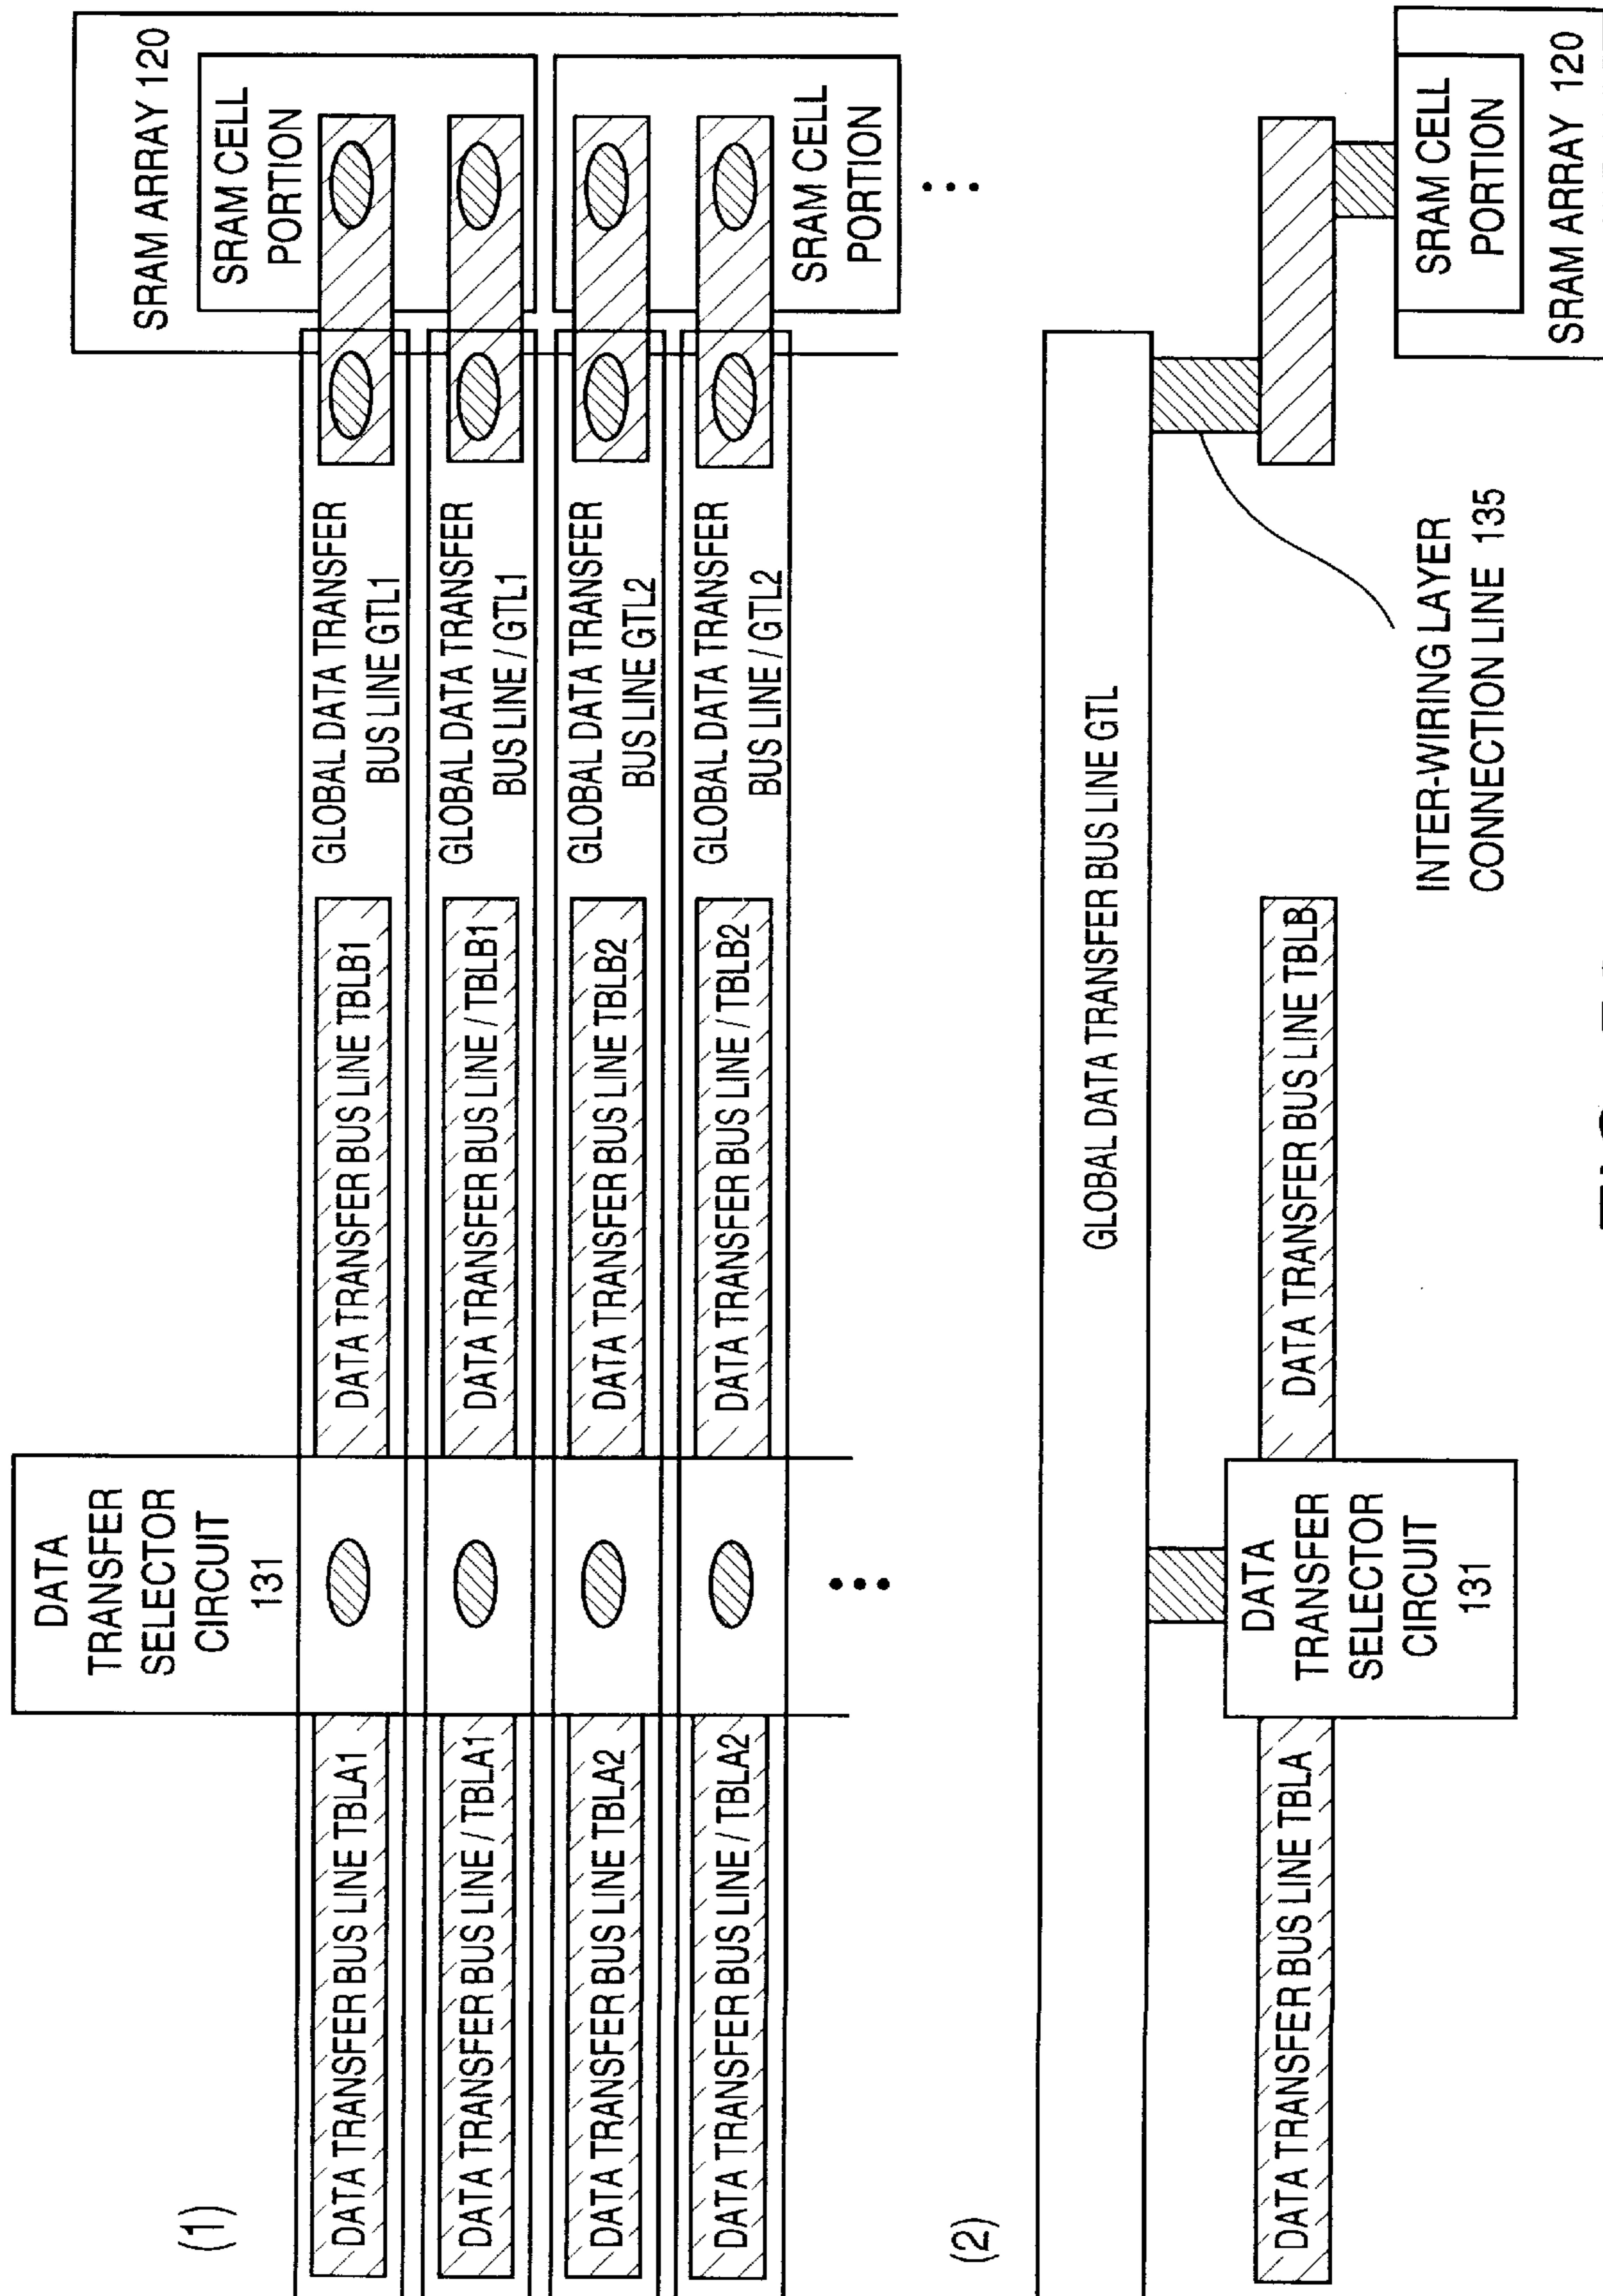 (1)
DATA
TRANSFER
SELECTOR
CIRCUIT
131
SRAM ARRAY 120
SRAM CELL
PORTION
DATA TRANSFER BUS LINE TBLA1
DATA TRANSFER BUS LINE TBLB1
GLOBAL DATA TRANSFER
BUS LINE GTL1
DATA TRANSFER BUS LINE / TBLA1
DATA TRANSFER BUS LINE / TBLB1
GLOBAL DATA TRANSFER
BUS LINE / GTL1
DATA TRANSFER BUS LINE TBLA2
DATA TRANSFER BUS LINE TBLB2
GLOBAL DATA TRANSFER
BUS LINE GTL2
DATA TRANSFER BUS LINE / TBLA2
DATA TRANSFER BUS LINE / TBLB2
GLOBAL DATA TRANSFER
BUS LINE / GTL2
SRAM CELL
PORTION
(2)
GLOBAL DATA TRANSFER BUS LINE GTL
DATA TRANSFER BUS LINE TBLA
DATA
TRANSFER
SELECTOR
CIRCUIT
131
DATA TRANSFER BUS LINE TBLB
INTER-WIRING LAYER
CONNECTION LINE 135
SRAM CELL
PORTION
SRAM ARRAY 120